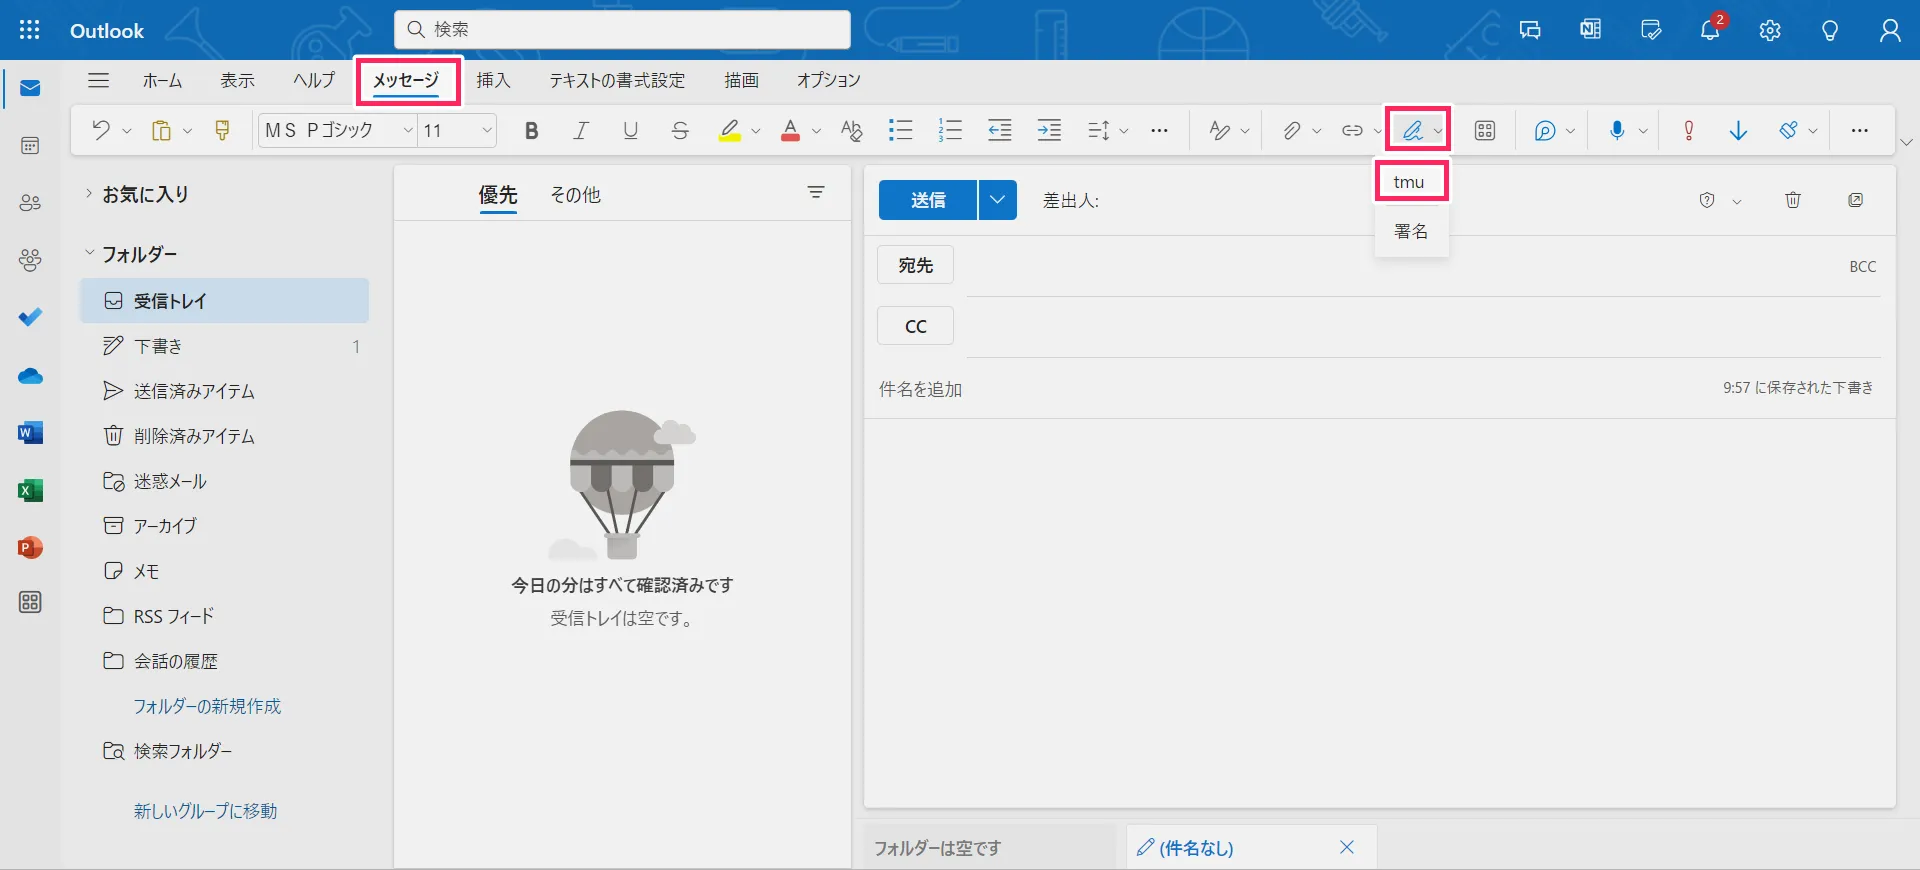 Outlook
検索
2
ホーム
表示
ヘルプ
メッセージ
挿入
テキストの書式設定
描画
オプション
ＭＳ Ｐゴシック
11
tmu
署名
お気に入り
フォルダー
受信トレイ
下書き
1
送信済みアイテム
削除済みアイテム
迷惑メール
アーカイブ
メモ
RSS フィード
会話の履歴
フォルダーの新規作成
検索フォルダー
新しいグループに移動
優先
その他
今日の分はすべて確認済みです
受信トレイは空です。
送信
差出人:
宛先
BCC
CC
件名を追加
9:57 に保存された下書き
フォルダーは空です
(件名なし)